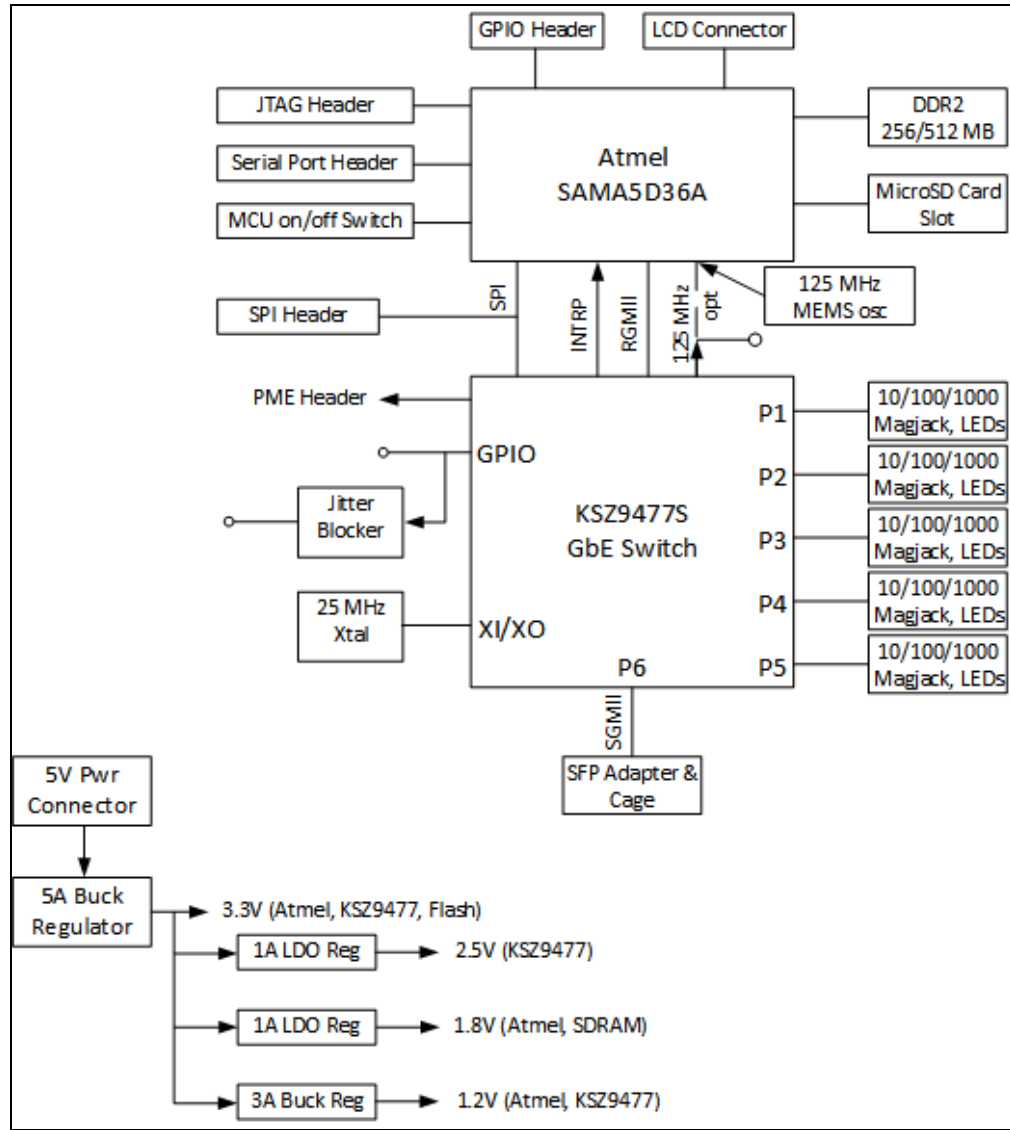 GPIO Header
LCD Connector
JTAG Header
Serial Port Header
MCU on/off Switch
Atmel
SAMA5D36A
DDR2
256/512 MB
MicroSD Card
Slot
SPI Header
SPI
INTRP
RGMII
125 MHz
opt
125 MHz
MEMS osc
PME Header
GPIO
Jitter
Blocker
25 MHz
Xtal
XI/XO
KSZ9477S
GbE Switch
P1
10/100/1000
Magjack, LEDs
P2
10/100/1000
Magjack, LEDs
P3
10/100/1000
Magjack, LEDs
P4
10/100/1000
Magjack, LEDs
P5
10/100/1000
Magjack, LEDs
P6
SGMII
SFP Adapter &
Cage
5V Pwr
Connector
5A Buck
Regulator
3.3V (Atmel, KSZ9477, Flash)
1A LDO Reg
2.5V (KSZ9477)
1A LDO Reg
1.8V (Atmel, SDRAM)
3A Buck Reg
1.2V (Atmel, KSZ9477)